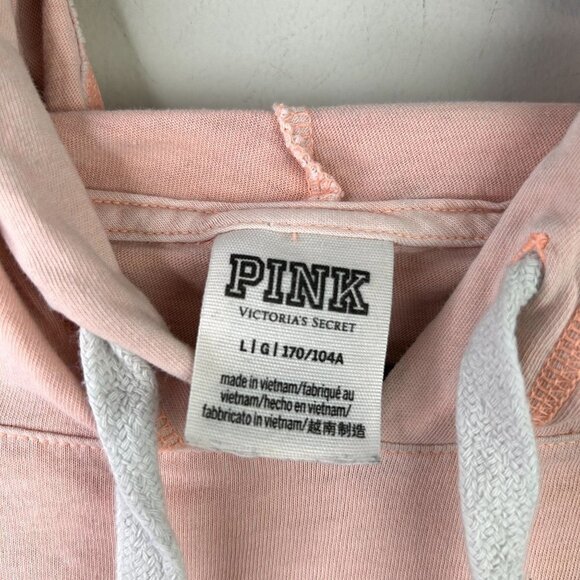 PINK
VICTORIA'S SECRET
L | G | 170/104A
made in vietnam/fabriqué au
vietnam/hecho en vietnam/
fabbricato in vietnam/越南制造